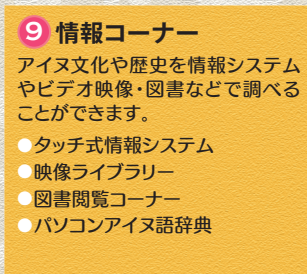 9 情報コーナー
アイヌ文化や歴史を情報システム
やビデオ映像・図書などで調べる
ことができます。
●タッチ式情報システム
●映像ライブラリー
●図書閲覧コーナー
●パソコンアイヌ語辞典